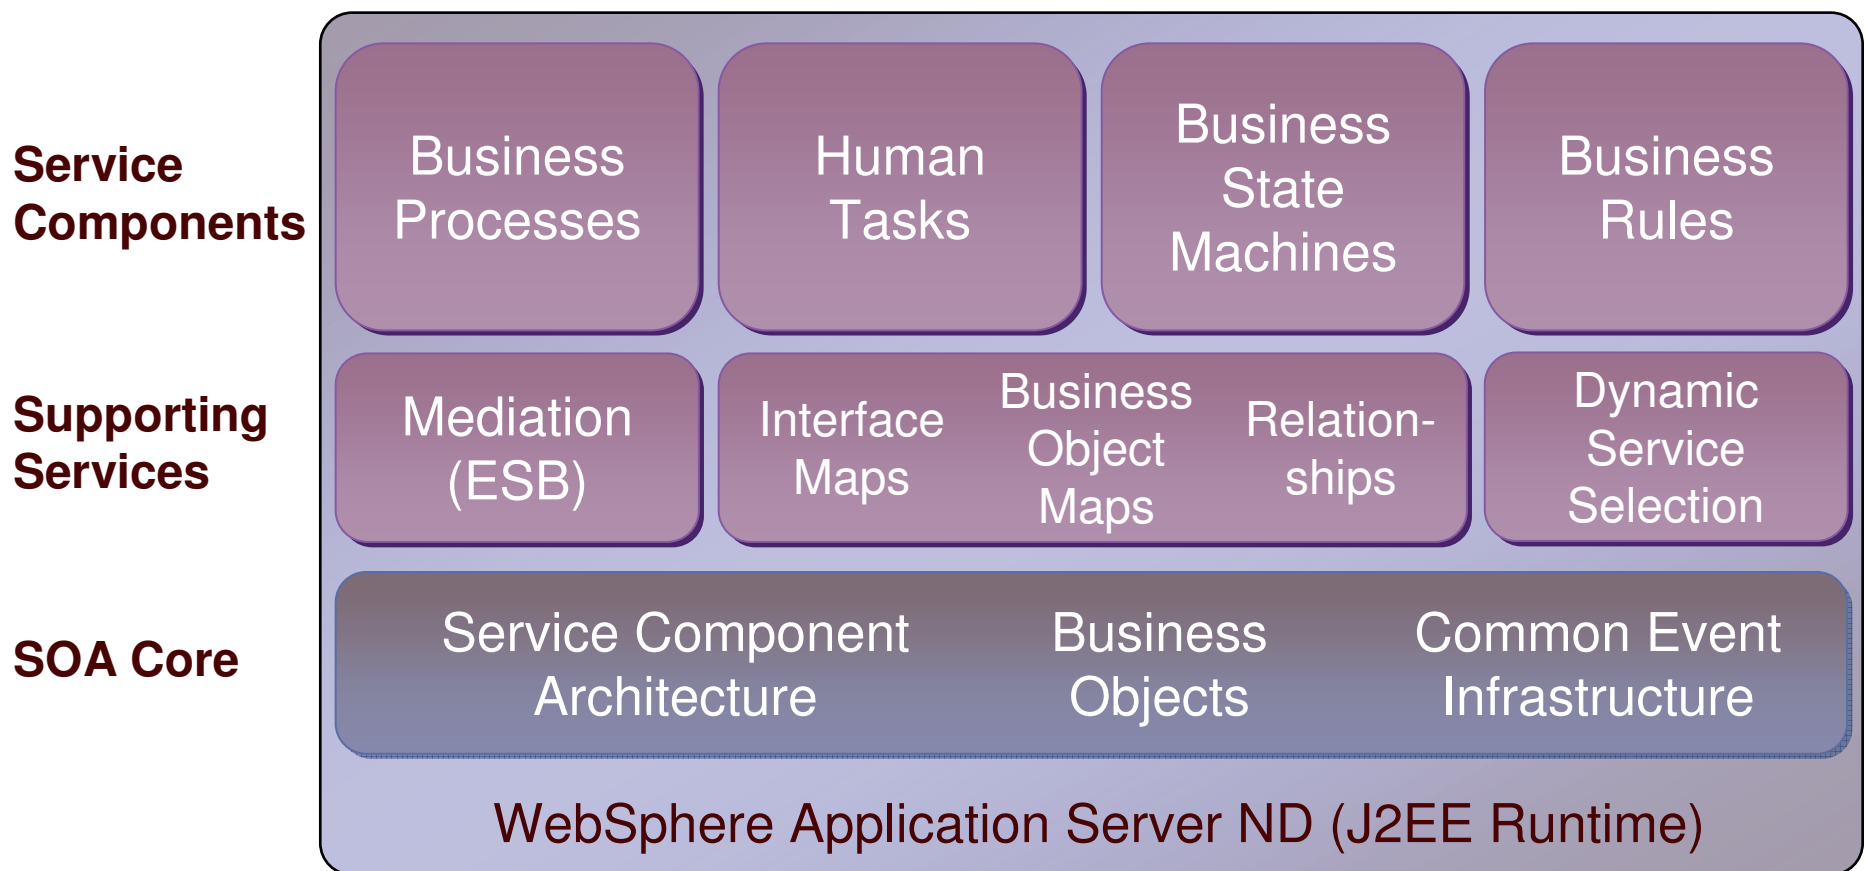 Service
Components
Business
Processes
Human
Tasks
Business
State
Machines
Business
Rules
Supporting
Services
Mediation
(ESB)
Interface
Maps
Business
Object
Maps
Relation-
ships
Dynamic
Service
Selection
SOA Core
Service Component
Architecture
Business
Objects
Common Event
Infrastructure
WebSphere Application Server ND (J2EE Runtime)